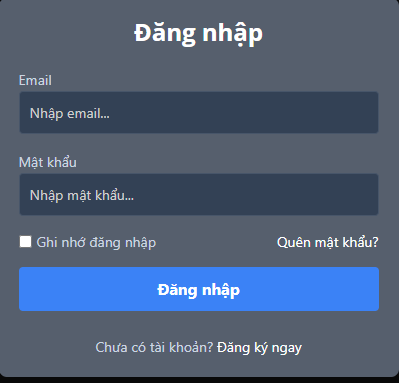 Đăng nhập
Email
Nhập email...
Mật khẩu
Nhập mật khẩu...
Ghi nhớ đăng nhập Quên mật khẩu?
Đăng nhập
Chưa có tài khoản? Đăng ký ngay